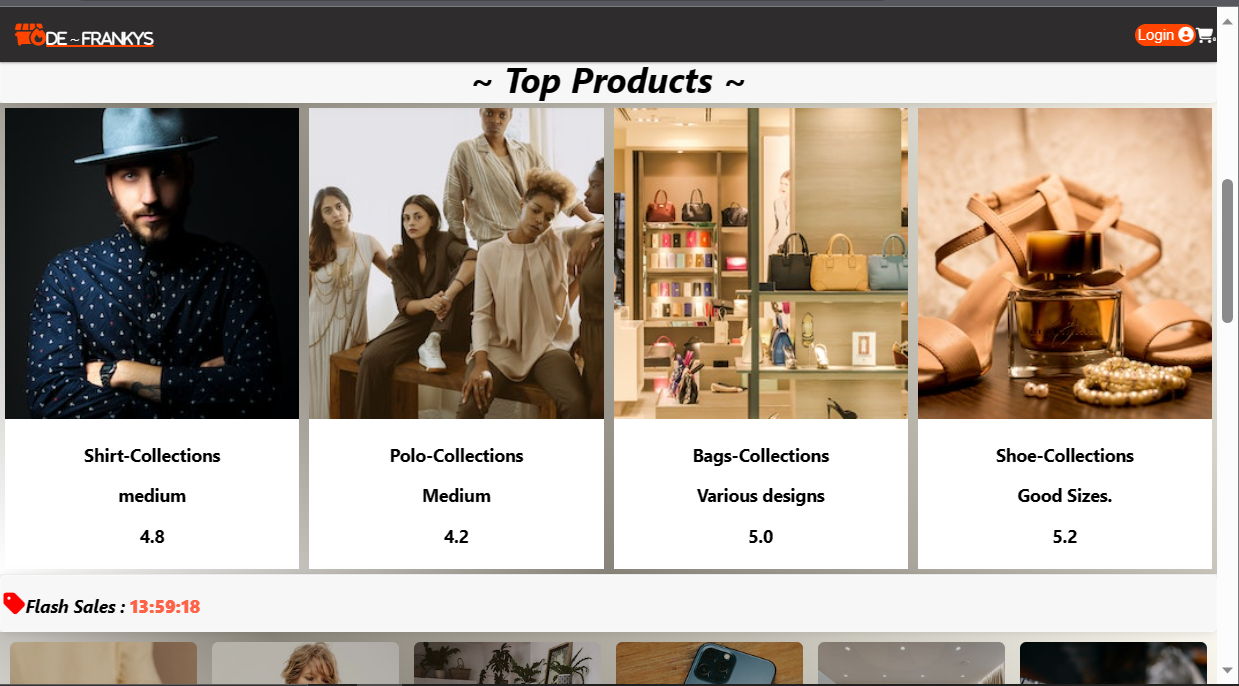 DE ~ FRANKYS
Login
~ Top Products ~
Shirt-Collections
medium
4.8
Polo-Collections
Medium
4.2
Bags-Collections
Various designs
5.0
Shoe-Collections
Good Sizes.
5.2
Flash Sales : 13:59:18